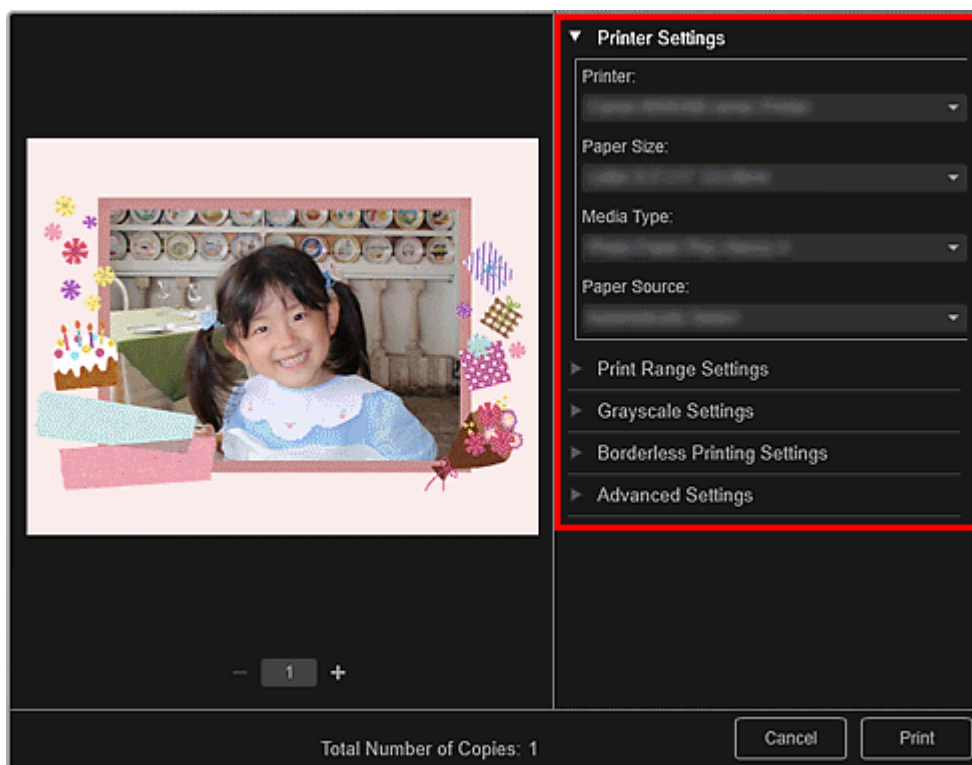 Printer Settings
Printer:
Paper Size:
Media Type:
Paper Source:
Print Range Settings
Grayscale Settings
Borderless Printing Settings
Advanced Settings
1
Total Number of Copies: 1
Cancel
Print